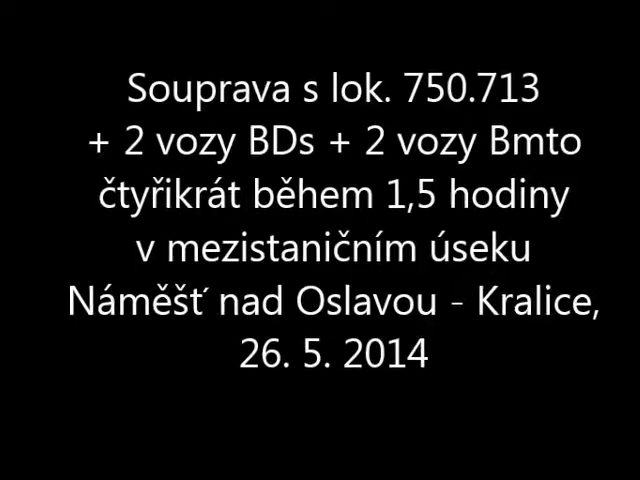 Souprava s lok. 750.713
+ 2 vozy BDs + 2 vozy Bmto
čtyřikrát během 1,5 hodiny
v mezistaničním úseku
Náměšť nad Oslavou - Kralice,
26. 5. 2014